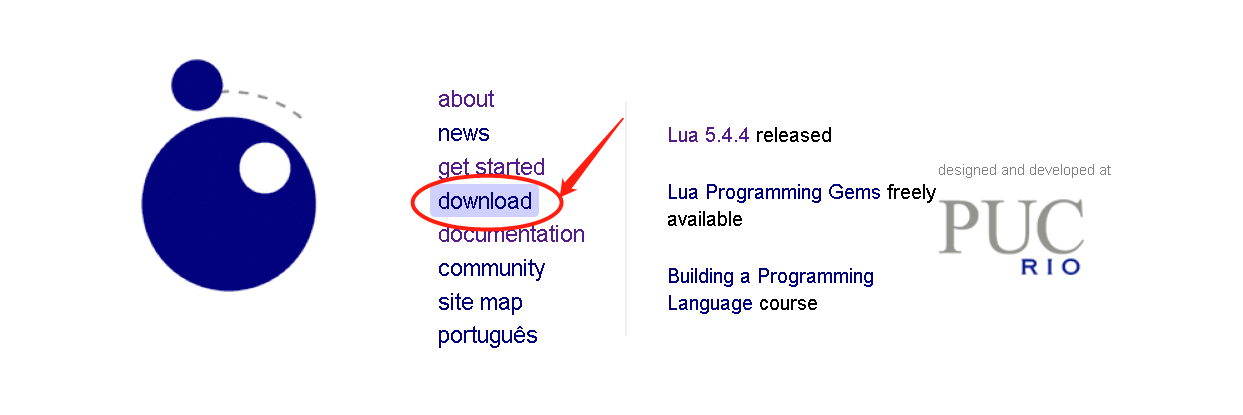 about
news
get started
download
documentation
community
site map
português
Lua 5.4.4 released
Lua Programming Gems freely
available
Building a Programming
Language course
designed and developed at
PUC
RIO